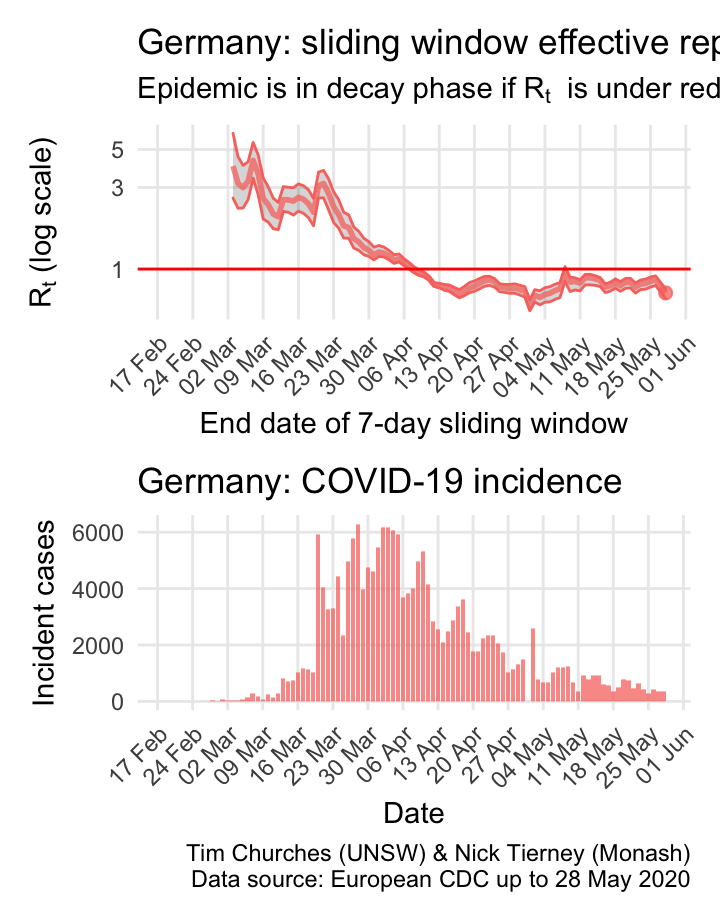 Germany: sliding window effective rep
Epidemic is in decay phase if Rt is under red
Rt (log scale)
5
3
1
17 Feb
24 Feb
02 Mar
09 Mar
16 Mar
23 Mar
30 Mar
06 Apr
13 Apr
20 Apr
27 Apr
04 May
11 May
18 May
25 May
01 Jun
End date of 7-day sliding window
Germany: COVID-19 incidence
Incident cases
6000
4000
2000
0
17 Feb
24 Feb
02 Mar
09 Mar
16 Mar
23 Mar
30 Mar
06 Apr
13 Apr
20 Apr
27 Apr
04 May
11 May
18 May
25 May
01 Jun
Date
Tim Churches (UNSW) & Nick Tierney (Monash)
Data source: European CDC up to 28 May 2020